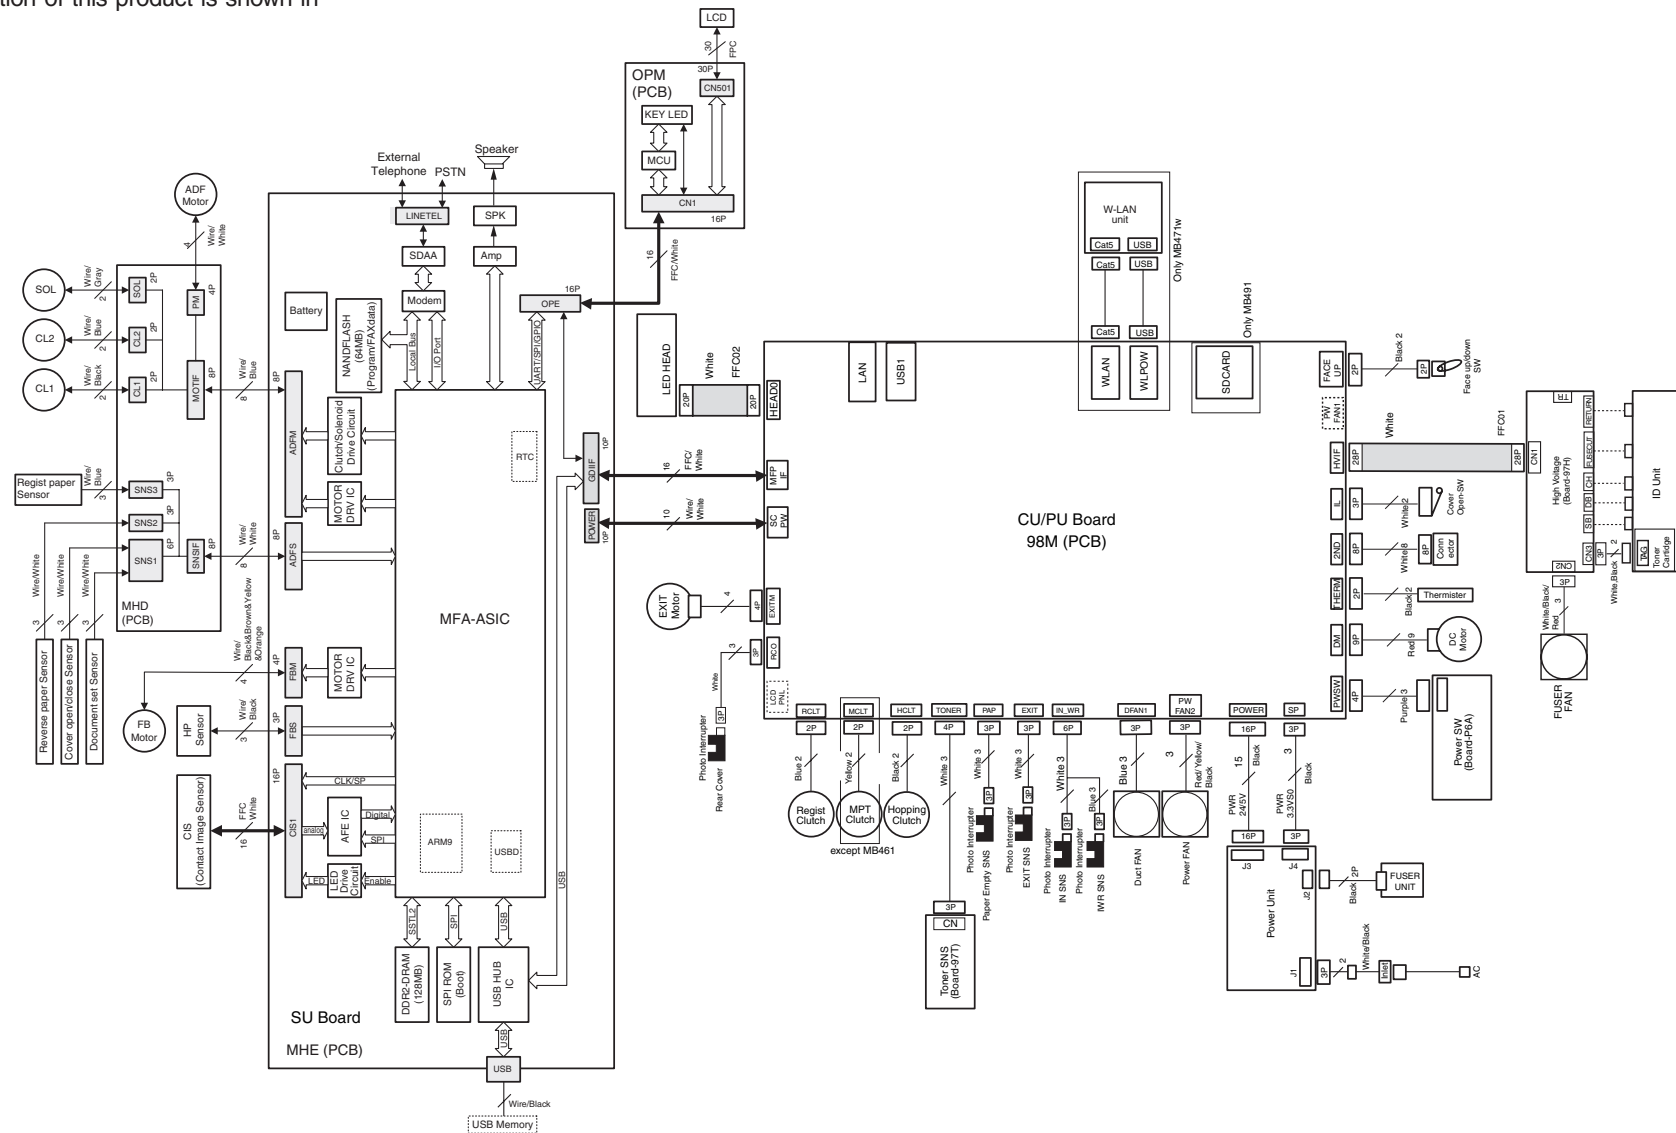 tion of this product is shown in
LCD
30
FPC
30P
OPM
(PCB)
CN501
KEY LED
MCU
CN1
16P
16
FFC/White
External
Telephone
PSTN
Speaker
LINETEL
SPK
SDAA
Amp
Modem
16P
OPE
Battery
NANDFLASH
(64MB)
(Program/FAXdata)
Local Bus
I/O Port
UART/SPI/GPIO
ADF
Motor
4
Wire/
White
SOL
Wire/
Gray
2
SOL
2P
PM
4P
CL2
Wire/
Blue
2
CL2
2P
CL1
Wire/
Black
2
CL1
2P
MOTIF
8P
Wire/
Blue
8
8P
ADFM
Clutch/Solenoid
Drive Circuit
MOTOR
DRV IC
Regist paper
Sensor
Wire/
Blue
3
SNS3
3P
SNS2
3P
SNS1
6P
SNSIF
8P
Wire/
White
8
8P
ADFS
MHD
(PCB)
Wire/White
Wire/White
Wire/White
3
3
3
Reverse paper Sensor
Cover open/close Sensor
Document set Sensor
Wire/
Black&Brown&Yellow
&Orange
4
4P
FBM
MOTOR
DRV IC
FB
Motor
HP
Sensor
Wire/
Black
3
3P
FBS
CIS
(Contact Image Sensor)
FFC
White
16
16P
CIS1
CLK/SP
analog
AFE IC
Digital
SPI
LED
LED
Drive
Circuit
Enable
RTC
MFA-ASIC
ARM9
USBD
GDIIF
10P
POWER
10P
USB
SSTL2
SPI
USB
DDR2-DRAM
(128MB)
SPI ROM
(Boot)
USB HUB
IC
SU Board
MHE (PCB)
USB
USB
Wire/Black
USB Memory
LED HEAD
White
FFC02
20P
20P
HEAD0
16
FFC/
White
MFP
IF
10
Wire/
White
SC
PW
LAN
USB1
W-LAN
unit
Cat5
USB
Cat5
USB
Cat5
USB
WLAN
WLPOW
Only MB471w
SDCARD
Only MB491
CU/PU Board
98M (PCB)
EXIT
Motor
4
4P
EXITM
3
3P
RCO
White
3P
Photo Interrupter
Rear Cover
LCD
PNL
RCLT
MCLT
HCLT
TONER
PAP
EXIT
IN_WR
DFAN1
PW
FAN2
POWER
SP
2P
2P
2P
4P
3P
3P
6P
3P
3P
16P
3P
Blue 2
Yellow 2
Black 2
White 3
White 3
White 3
White 3
Blue 3
Blue 3
3
Red/Yellow/
Black
15
Black
PWR
24/5V
3
Black
PWR
3.3VS0
Regist
Clutch
MPT
Clutch
Hopping
Clutch
except MB461
3P
CN
Toner SNS
(Board-97T)
3P
Photo Interrupter
Paper Empty SNS
3P
Photo Interrupter
EXIT SNS
3P
Photo Interrupter
IN SNS
3P
Photo Interrupter
IWR SNS
Duct FAN
Power FAN
16P
3P
J3
J4
J2
J1
Power Unit
Black 2P
FUSER
UNIT
3P
2
White/Black
Inlet
AC
FACE
UP
2P
Black 2
2P
Face up/down
SW
PW
FAN1
HVIF
28P
White
FFC01
28P
CN1
IL
3P
White2
Cover
Open-SW
2ND
8P
White8
8P
Conn
ector
THERM
2P
Black2
Thermister
DM
9P
Red 9
DC
Motor
PWSW
4P
Purple 3
Power SW
(Board-P6A)
TR
High Voltage
(Board-97H)
RETURN
FUSECUT
CH
DB
SB
CN3
CN2
3P
2
White,Black
ID Unit
TAG
Toner
Cartidge
3P
3
White/Black/
Red
FUSER
FAN